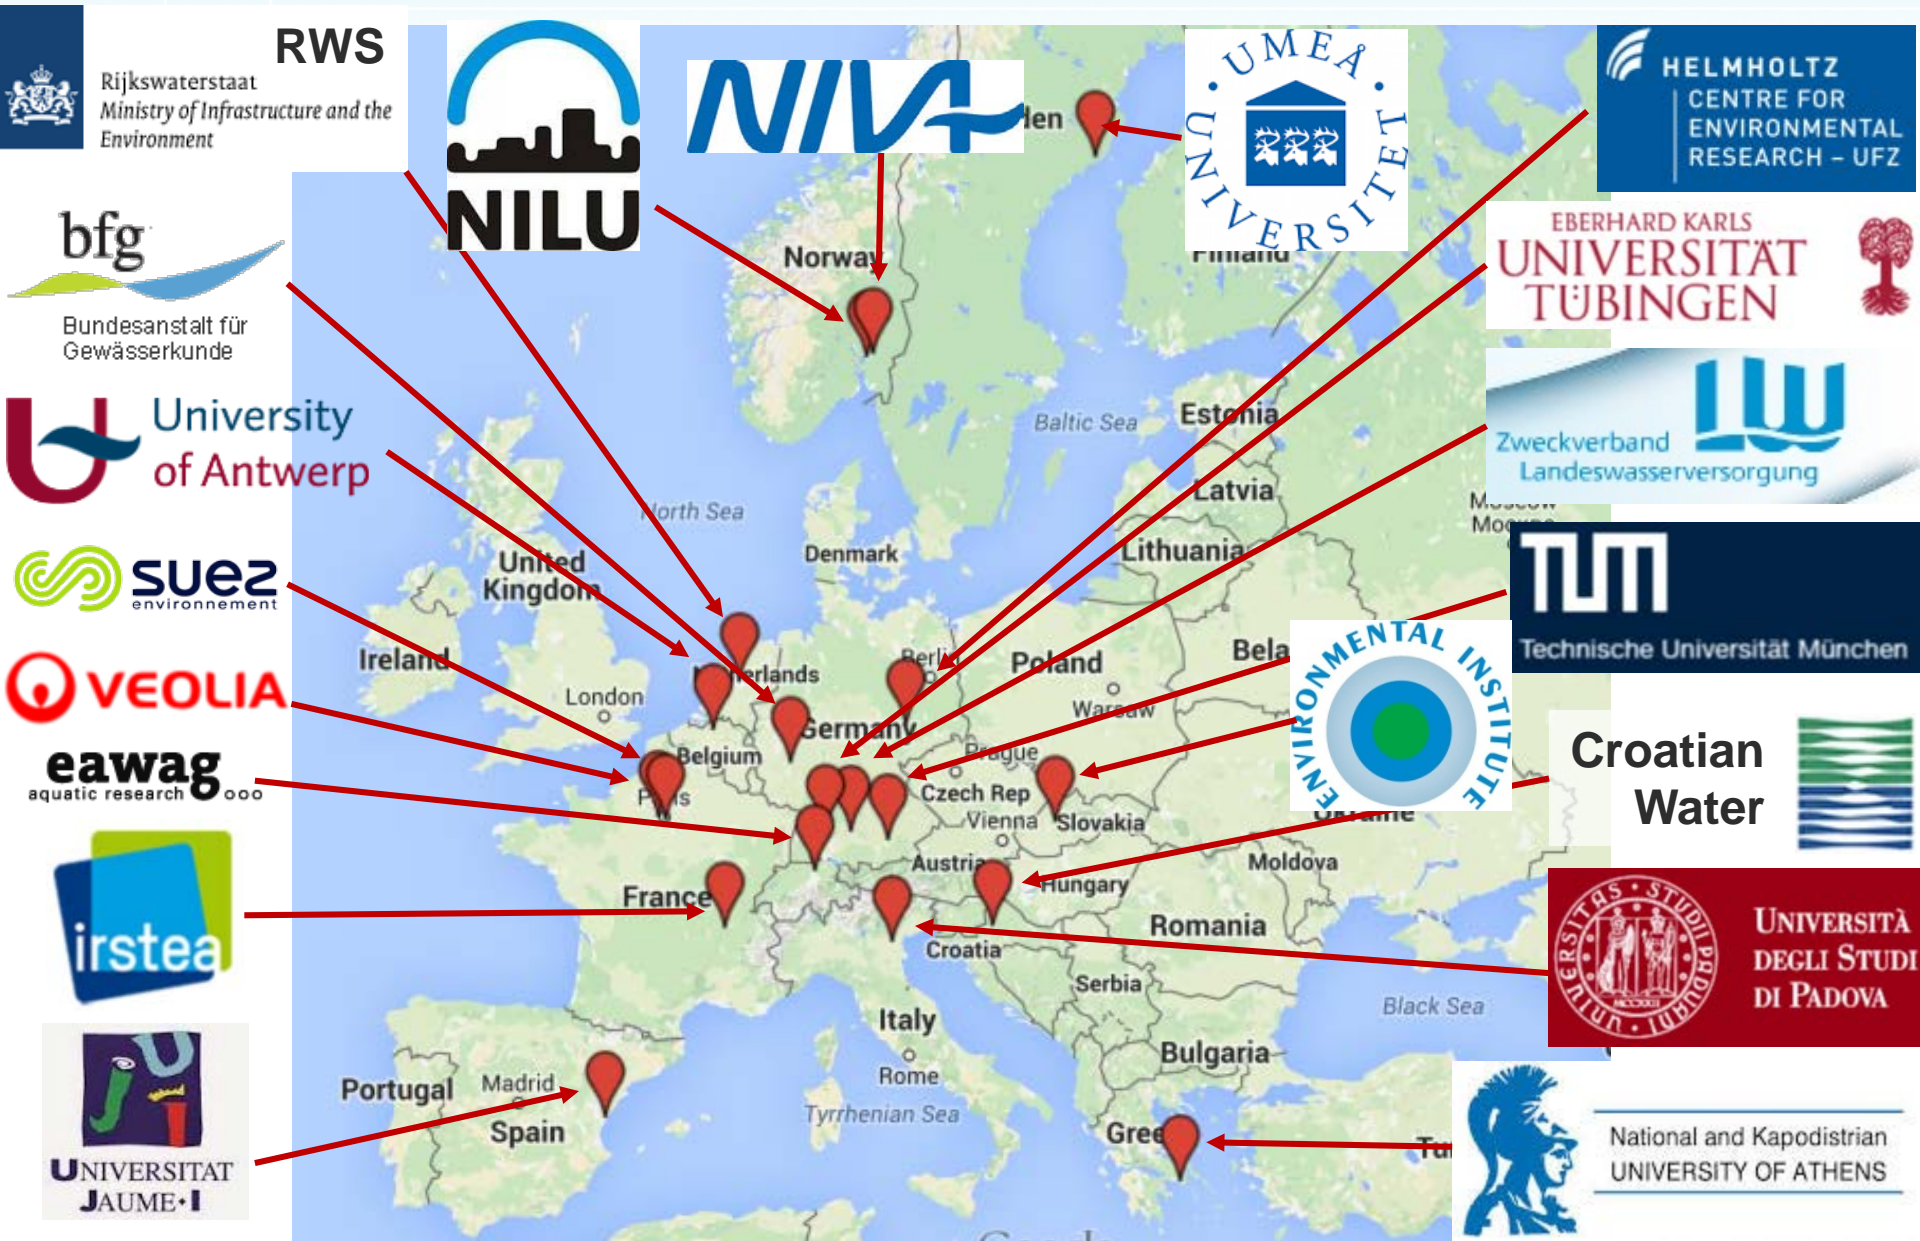 RWS
Rijkswaterstaat
Ministry of Infrastructure and the
Environment
NILU
NIVA
UMEÅ UNIVERSITET
HELMHOLTZ
CENTRE FOR
ENVIRONMENTAL
RESEARCH – UFZ
bfg
Bundesanstalt für
Gewässerkunde
EBERHARD KARLS
UNIVERSITÄT
TÜBINGEN
University
of Antwerp
LW
Zweckverband
Landeswasserversorgung
suez
environnement
TUM
Technische Universität München
VEOLIA
ENVIRONMENTAL INSTITUTE
eawag
aquatic research
Croatian
Water
irstea
UNIVERSITÀ
DEGLI STUDI
DI PADOVA
UNIVERSITAT
JAUME·I
National and Kapodistrian
UNIVERSITY OF ATHENS
Norway
Finland
Baltic Sea
Estonia
Latvia
Lithuania
North Sea
Denmark
United
Kingdom
Ireland
London
Netherlands
Berlin
Poland
Warsaw
Belgium
Germany
Prague
Paris
Czech Rep
Vienna
Slovakia
Ukraine
Austria
Hungary
Moldova
France
Romania
Croatia
Serbia
Black Sea
Italy
Rome
Bulgaria
Portugal
Madrid
Spain
Tyrrhenian Sea
Gree